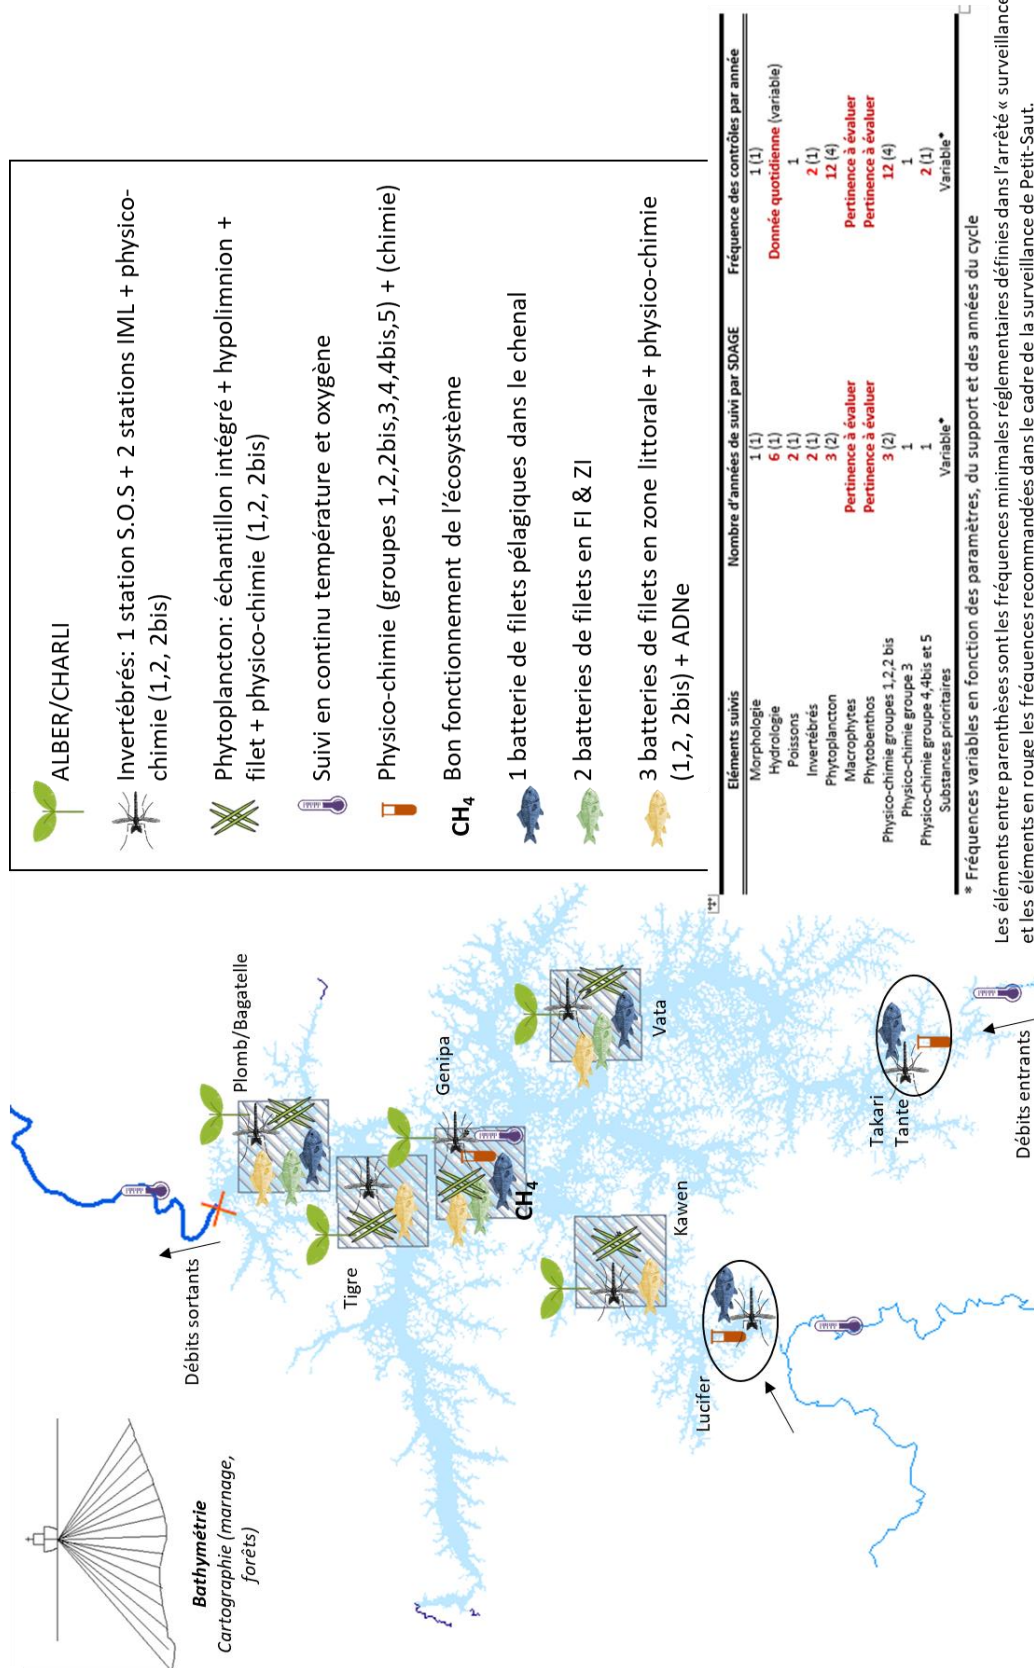 Bathymétrie
Cartographie (marnage,
forêts)
Débits sortants
Plomb/Bagatelle
Tigre
Genipa
CH4
Kawen
Vata
Lucifer
Takari
Tante
Débits entrants
ALBER/CHARLI
Invertébrés: 1 station S.O.S + 2 stations IML + physico-
chimie (1,2, 2bis)
Phytoplancton: échantillon intégré + hypolimnion +
filet + physico-chimie (1,2, 2bis)
Suivi en continu température et oxygène
Physico-chimie (groupes 1,2,2bis,3,4,4bis,5) + (chimie)
CH4 Bon fonctionnement de l'écosystème
1 batterie de filets pélagiques dans le chenal
2 batteries de filets en FI & ZI
3 batteries de filets en zone littorale + physico-chimie
(1,2, 2bis) + ADNe
Eléments suivis Nombre d'années de suivi par SDAGE Fréquence des contrôles par année
Morphologie 1 (1) 1 (1)
Hydrologie 6 (1) Donnée quotidienne (variable)
Poissons 2 (1) 1
Invertébrés 2 (1) 2 (1)
Phytoplancton 3 (2) 12 (4)
Macrophytes Pertinence à évaluer Pertinence à évaluer
Phytobenthos Pertinence à évaluer Pertinence à évaluer
Physico-chimie groupes 1,2,2 bis 3 (2) 12 (4)
Physico-chimie groupe 3 1 1
Physico-chimie groupe 4,4bis et 5 1 2 (1)
Substances prioritaires Variable* Variable*
* Fréquences variables en fonction des paramètres, du support et des années du cycle
Les éléments entre parenthèses sont les fréquences minimales réglementaires définies dans l'arrêté « surveillance
et les éléments en rouge les fréquences recommandées dans le cadre de la surveillance de Petit-Saut.